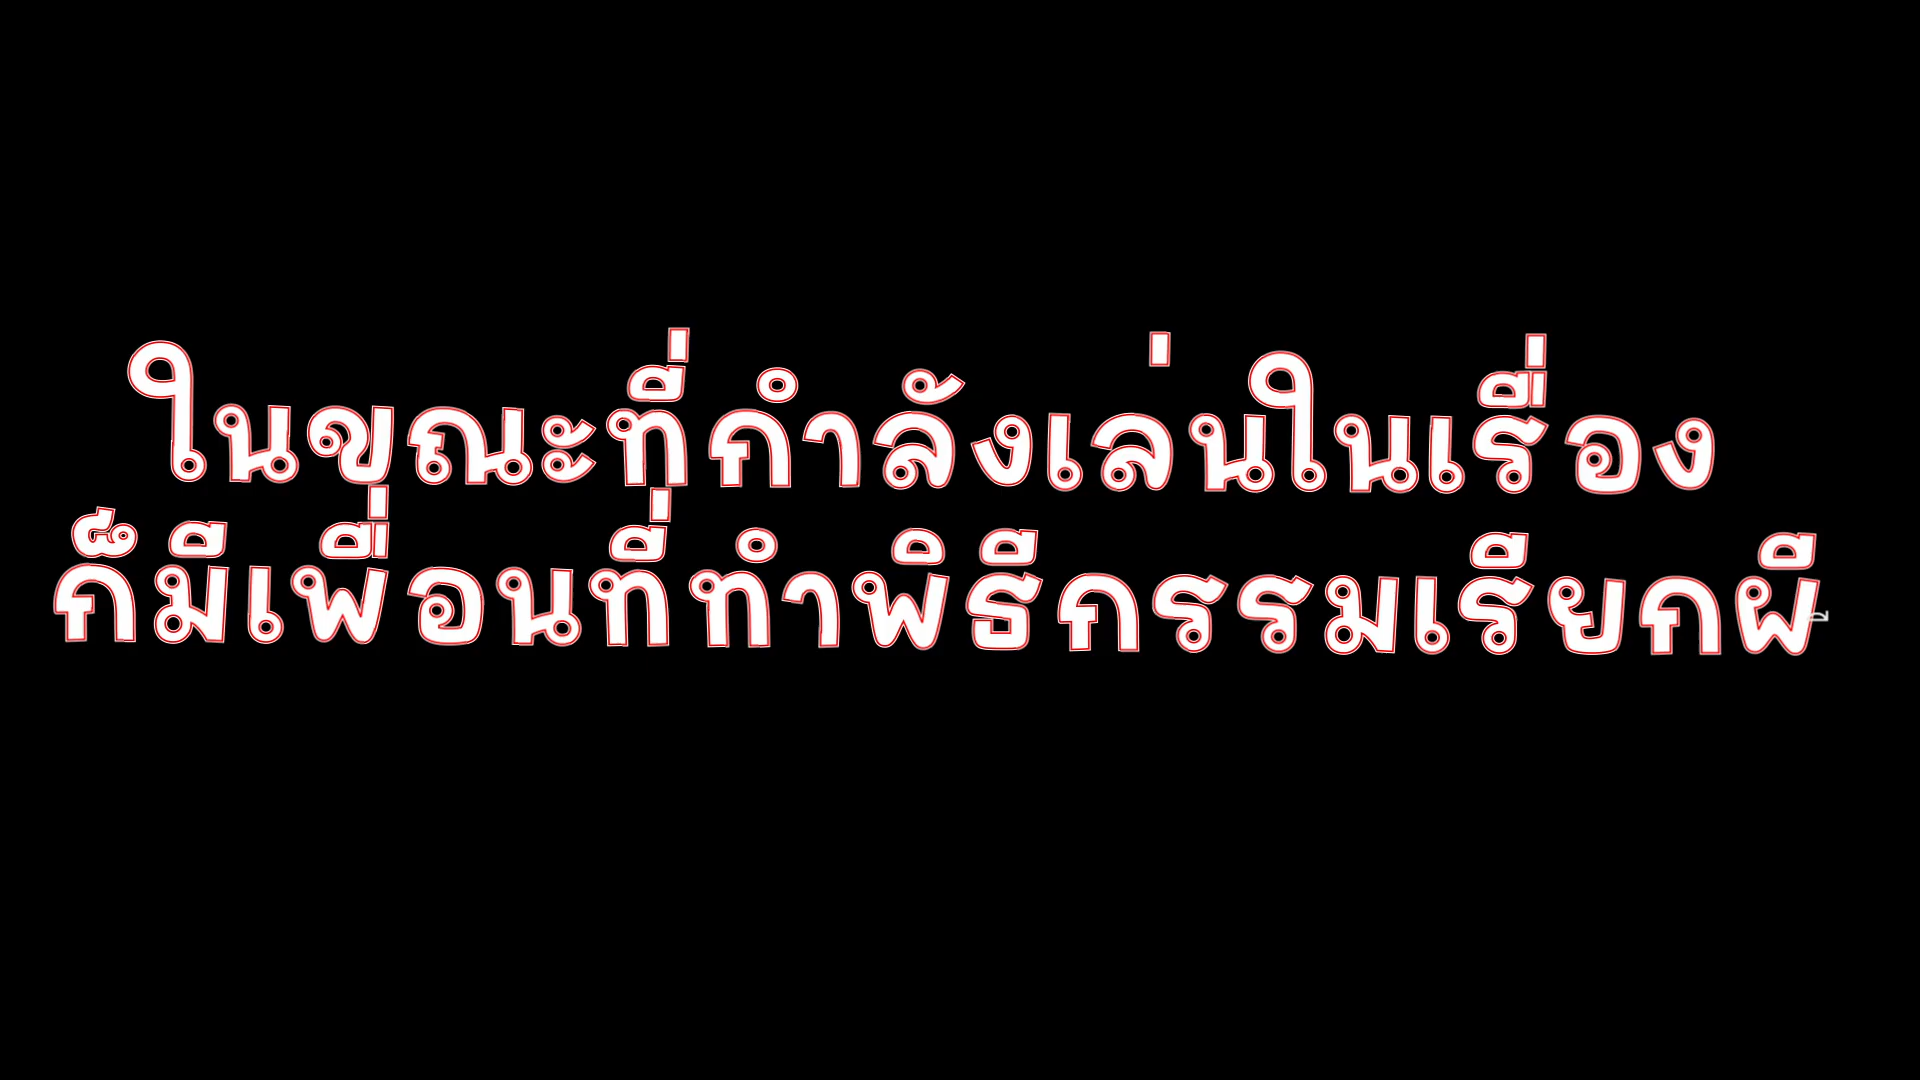 ในขณะที่กำลังเล่นในเรื่อง
ก็มีเพื่อนที่ทำพิธีกรรมเรียกผี